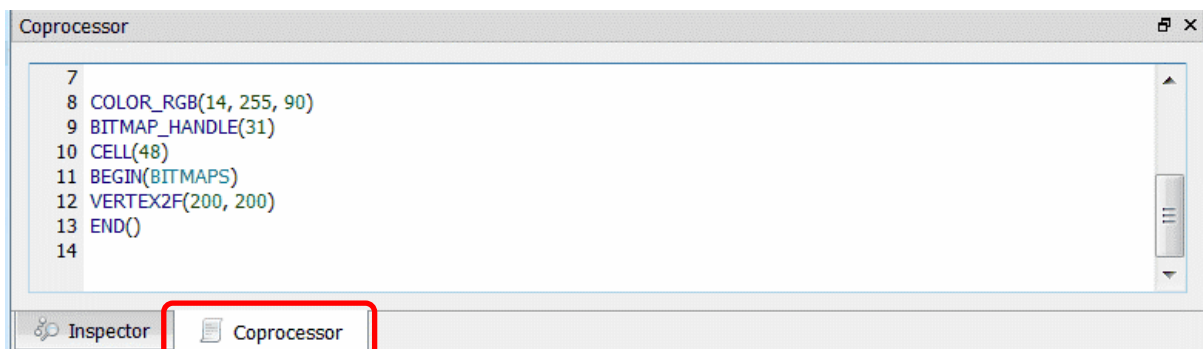 Coprocessor
7
8 COLOR_RGB(14, 255, 90)
9 BITMAP_HANDLE(31)
10 CELL(48)
11 BEGIN(BITMAPS)
12 VERTEX2F(200, 200)
13 END()
14
Inspector Coprocessor